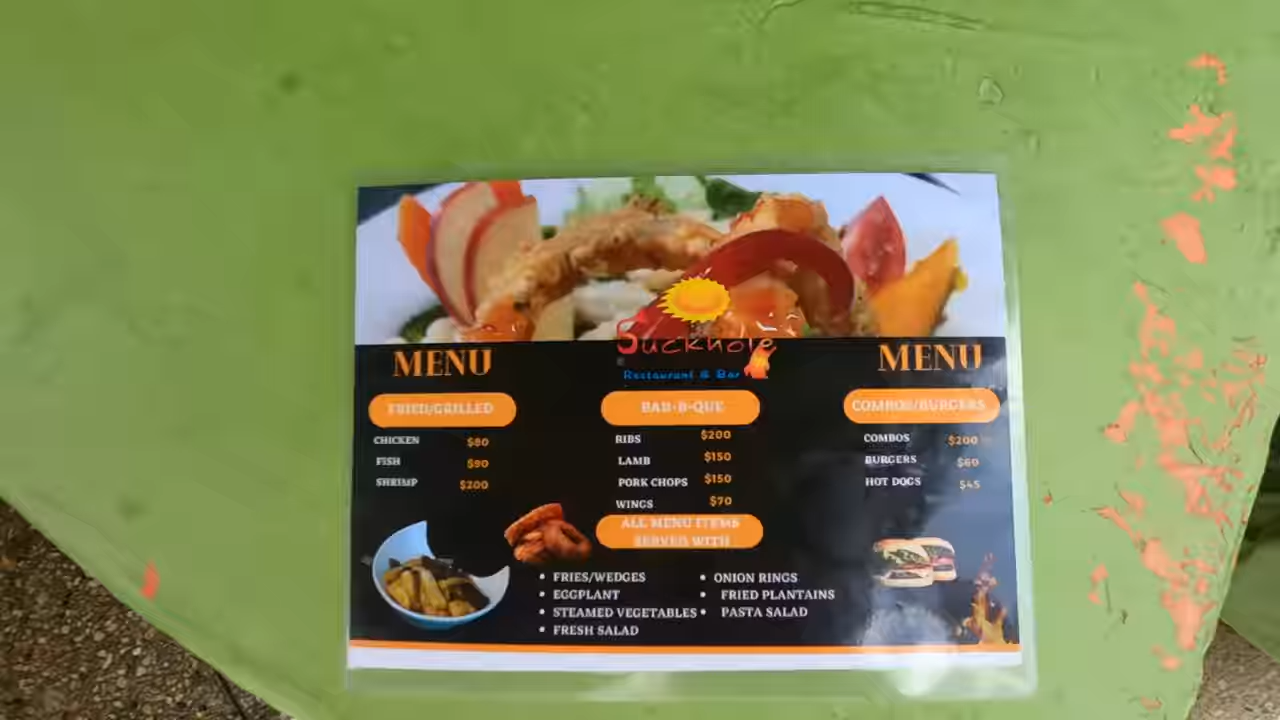 Suckhole
Restaurant & Bar
MENU
FRIED/GRILLED
CHICKEN $80
FISH $90
SHRIMP $200
BAB-B-QUE
RIBS $200
LAMB $150
PORK CHOPS $150
WINGS $70
MENU
COMBOS/BURGERS
COMBOS $200
BURGERS $60
HOT DOGS $45
ALL MENU ITEMS
SERVED WITH
• FRIES/WEDGES
• EGGPLANT
• STEAMED VEGETABLES
• FRESH SALAD
• ONION RINGS
• FRIED PLANTAINS
• PASTA SALAD